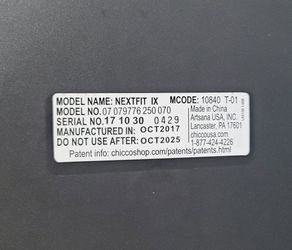 MODEL NAME: NEXTFIT IX MCODE: 10840 T-01
MODEL NO: 07 079776 250 070
SERIAL NO. 17 10 30 0429
MANUFACTURED IN: OCT2017
DO NOT USE AFTER: OCT2025
Made in China
Artsana USA, INC.
Lancaster, PA 17601
chiccousa.com
1-877-424-4226
Patent info: chiccoshop.com/patents/patents.html